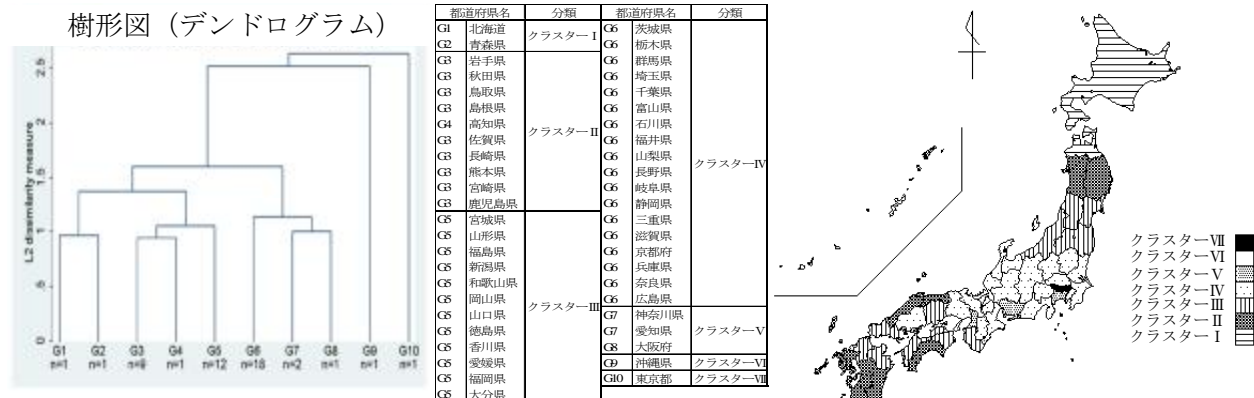 樹形図（デンドログラム）
L2 dissimilarity measure
2.5
2
1.5
1
.5
0
G1 G2 G3 G4 G5 G6 G7 G8 G9 G10
n=1 n=1 n=9 n=1 n=12 n=18 n=2 n=1 n=1 n=1
都道府県名 分類 都道府県名 分類
G1 北海道 クラスターⅠ G6 茨城県 クラスターⅣ
G2 青森県 G6 栃木県
G3 岩手県 クラスターⅡ G6 群馬県
G3 秋田県 G6 埼玉県
G3 鳥取県 G6 千葉県
G3 島根県 G6 富山県
G4 高知県 G6 石川県
G3 佐賀県 G6 福井県
G3 長崎県 G6 山梨県
G3 熊本県 G6 長野県
G3 宮崎県 G6 岐阜県
G3 鹿児島県 G6 静岡県
G5 宮城県 クラスターⅢ G6 三重県
G5 山形県 G6 滋賀県
G5 福島県 G6 京都府
G5 新潟県 G6 兵庫県
G5 和歌山県 G6 奈良県
G5 岡山県 G6 広島県
G5 山口県 G7 神奈川県 クラスターⅤ
G5 徳島県 G7 愛知県
G5 香川県 G8 大阪府
G5 愛媛県 G9 沖縄県 クラスターⅥ
G5 福岡県 G10 東京都 クラスターⅦ
G5 大分県
クラスターⅦ
クラスターⅥ
クラスターⅤ
クラスターⅣ
クラスターⅢ
クラスターⅡ
クラスターⅠ